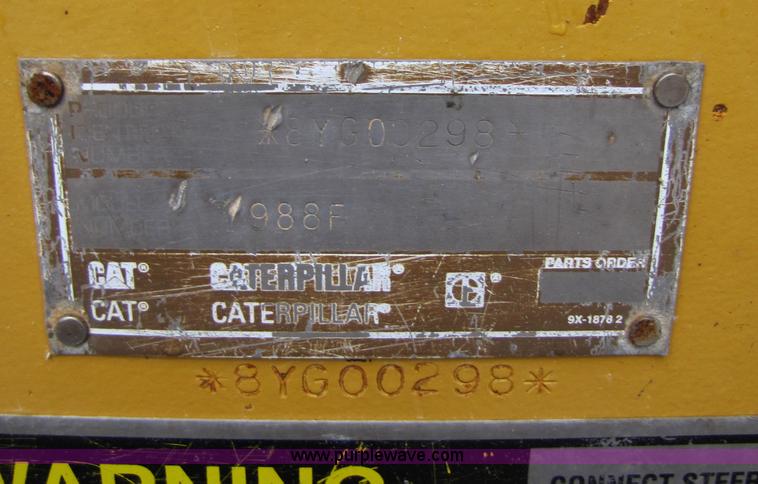 *8YG00298*
988F
CAT® CATERPILLAR®
CAT® CATERPILLAR®
PARTS ORDER
9X-1878 2
*8YG00298*
WARNING
CONNECT STEER
www.purplewave.com